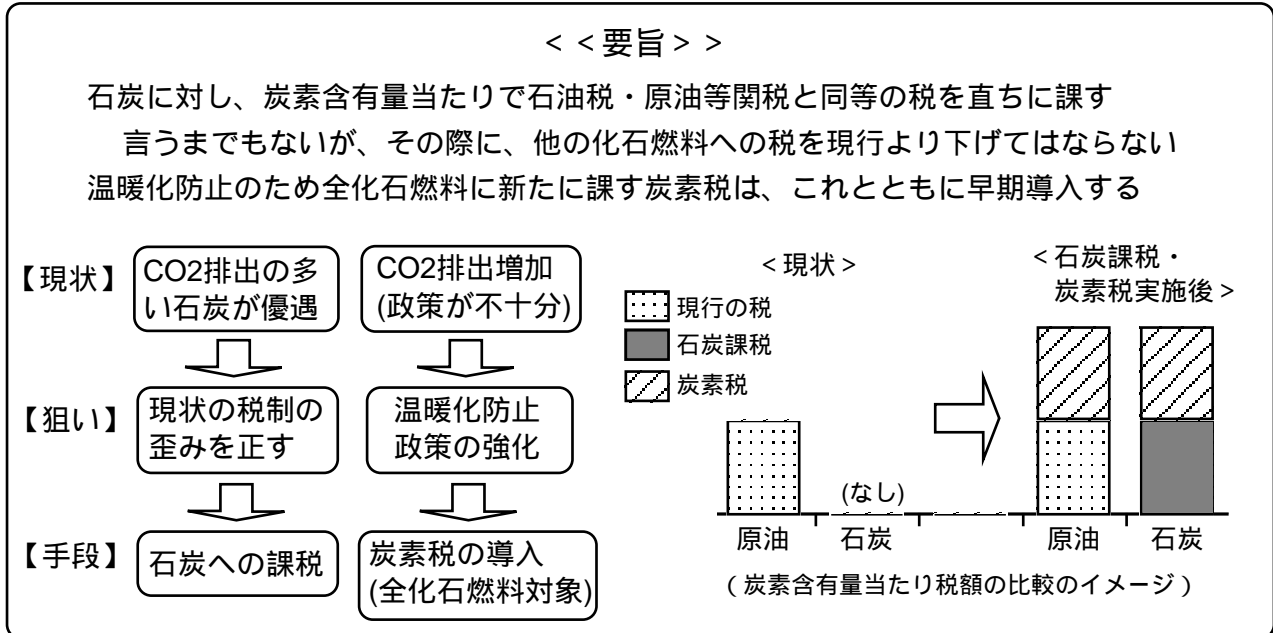 ＜＜要旨＞＞
石炭に対し、炭素含有量当たりで石油税・原油等関税と同等の税を直ちに課す
言うまでもないが、その際に、他の化石燃料への税を現行より下げてはならない
温暖化防止のため全化石燃料に新たに課す炭素税は、これとともに早期導入する
【現状】
CO2排出の多
い石炭が優遇
CO2排出増加
(政策が不十分)
【狙い】
現状の税制の
歪みを正す
温暖化防止
政策の強化
【手段】
石炭への課税
炭素税の導入
(全化石燃料対象)
＜現状＞
＜石炭課税・
炭素税実施後＞
現行の税
石炭課税
炭素税
(なし)
原油
石炭
原油
石炭
（炭素含有量当たり税額の比較のイメージ）